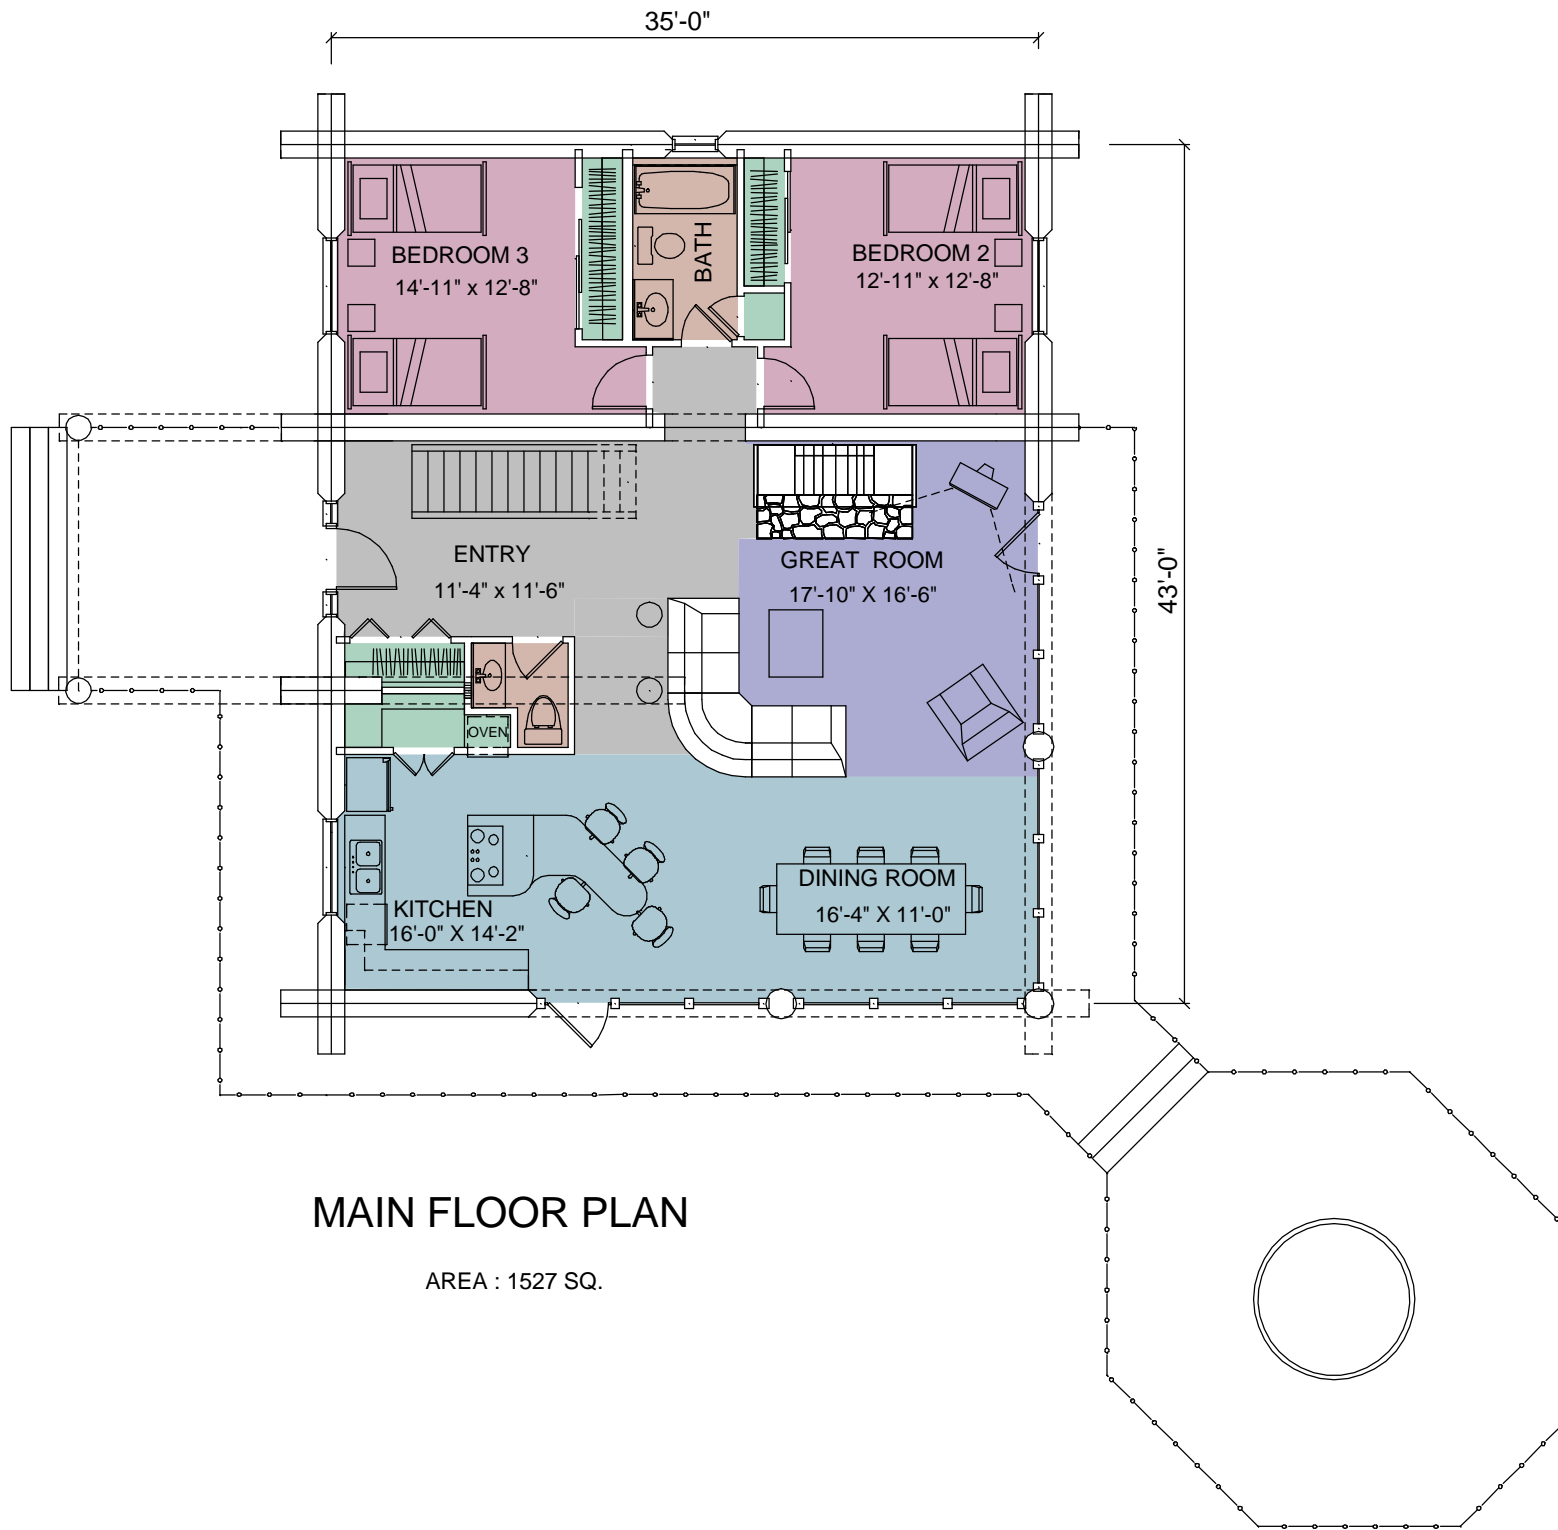 35'-0"
BEDROOM 3
14'-11" x 12'-8"
BATH
BEDROOM 2
12'-11" x 12'-8"
ENTRY
11'-4" x 11'-6"
GREAT ROOM
17'-10" X 16'-6"
43'-0"
OVEN
KITCHEN
16'-0" X 14'-2"
DINING ROOM
16'-4" X 11'-0"
MAIN FLOOR PLAN
AREA : 1527 SQ.